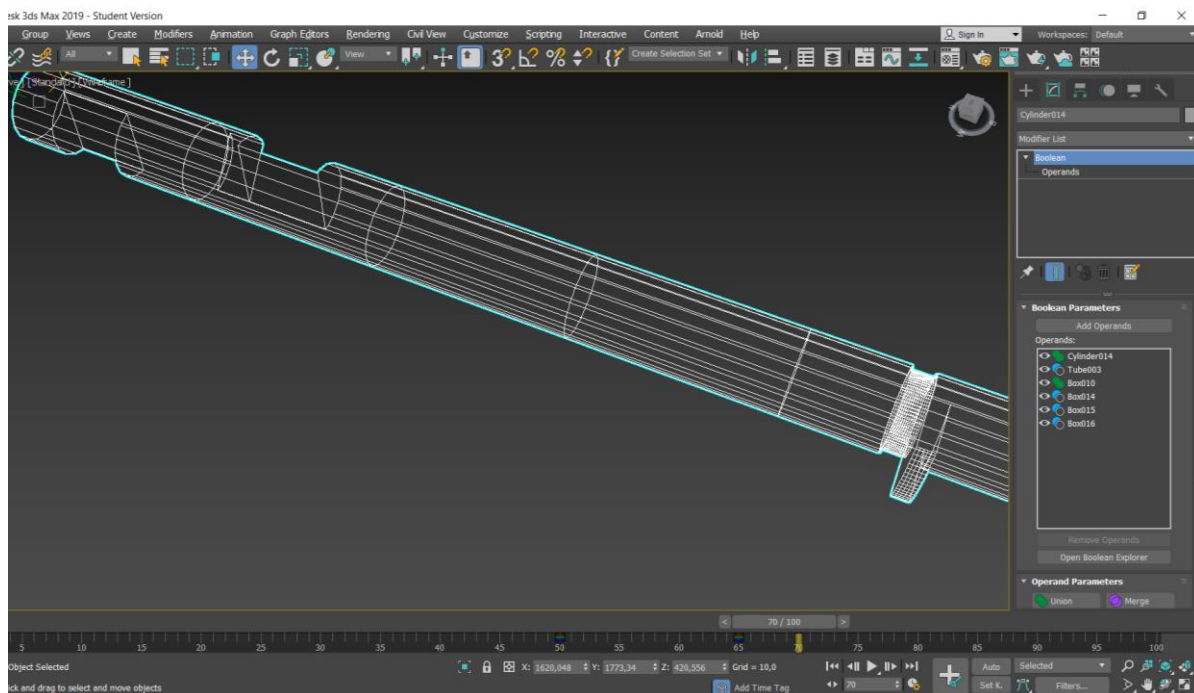 esk 3ds Max 2019 - Student Version
Group Views Create Modifiers Animation Graph Editors Rendering Civil View Customize Scripting Interactive Content Arnold Help Sign In Workspaces: Default
All View Create Selection Set
[Standard] [Wireframe]
Cylinder014
Modifier List
Boolean
Operands
Boolean Parameters
Add Operands
Operands:
Cylinder014
Tube003
Box010
Box014
Box015
Box016
Remove Operands
Open Boolean Explorer
Operand Parameters
Union Merge
< 70 / 100 >
5 10 15 20 25 30 35 40 45 50 55 60 65 70 75 80 85 90 95 100
Object Selected X: 1620,048 Y: 1773,34 Z: 420,556 Grid = 10,0 Auto Selected
ick and drag to select and move objects Add Time Tag 70 Set K. Filters...